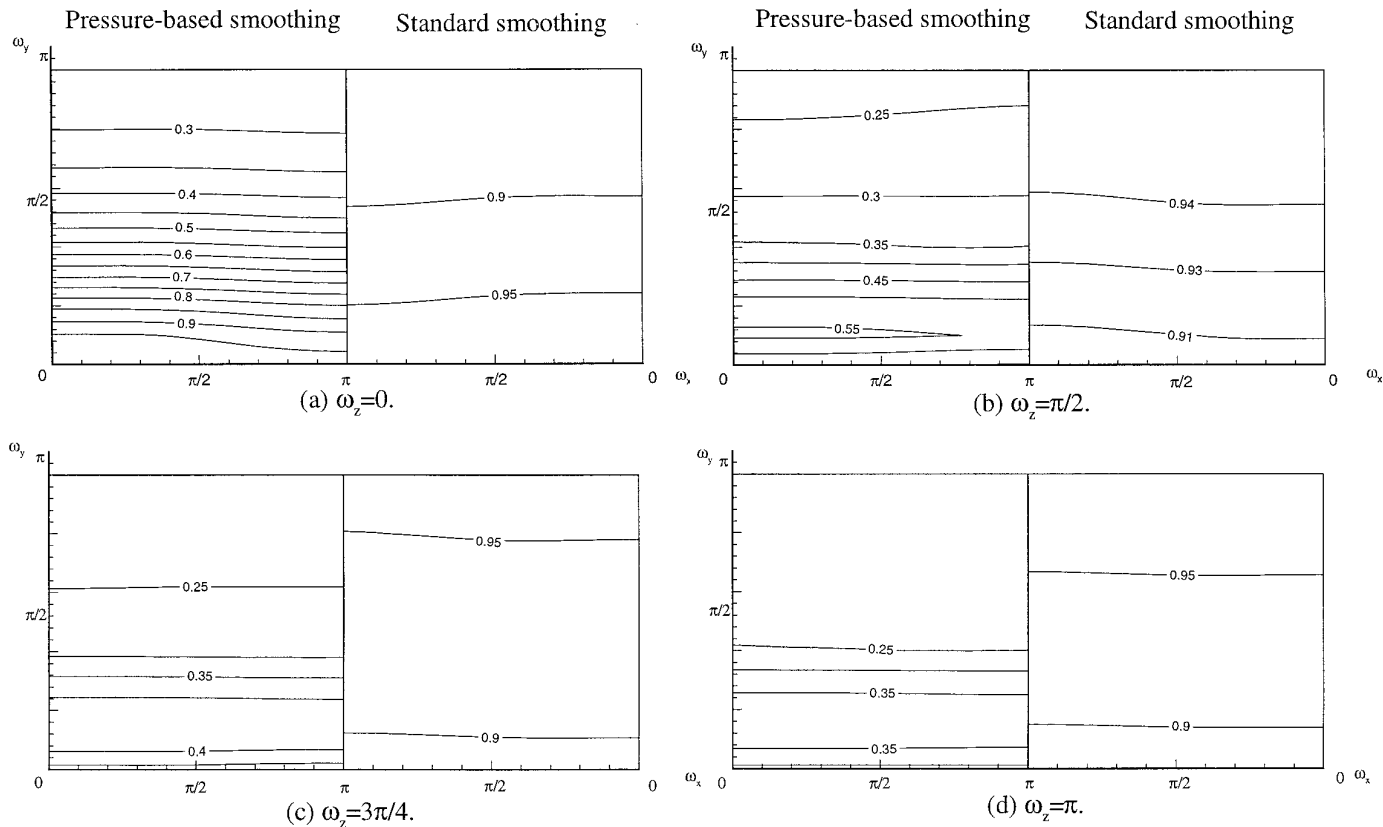 Pressure-based smoothing Standard smoothing
Pressure-based smoothing Standard smoothing
ω_y π
0.3
0.4
π/2
0.5
0.6
0.7
0.8
0.9
0.9
0.95
0 π/2 π π/2 0 ω_x
(a) ω_z=0.
ω_y π
0.25
0.3
π/2
0.35
0.45
0.55
0.94
0.93
0.91
0 π/2 π π/2 0 ω_x
(b) ω_z=π/2.
ω_y π
0.25
π/2
0.35
0.4
0.95
0.9
0 π/2 π π/2 0 ω_x
(c) ω_z=3π/4.
ω_y π
π/2
0.25
0.35
0.35
0.95
0.9
0 π/2 π π/2 0 ω_x
(d) ω_z=π.